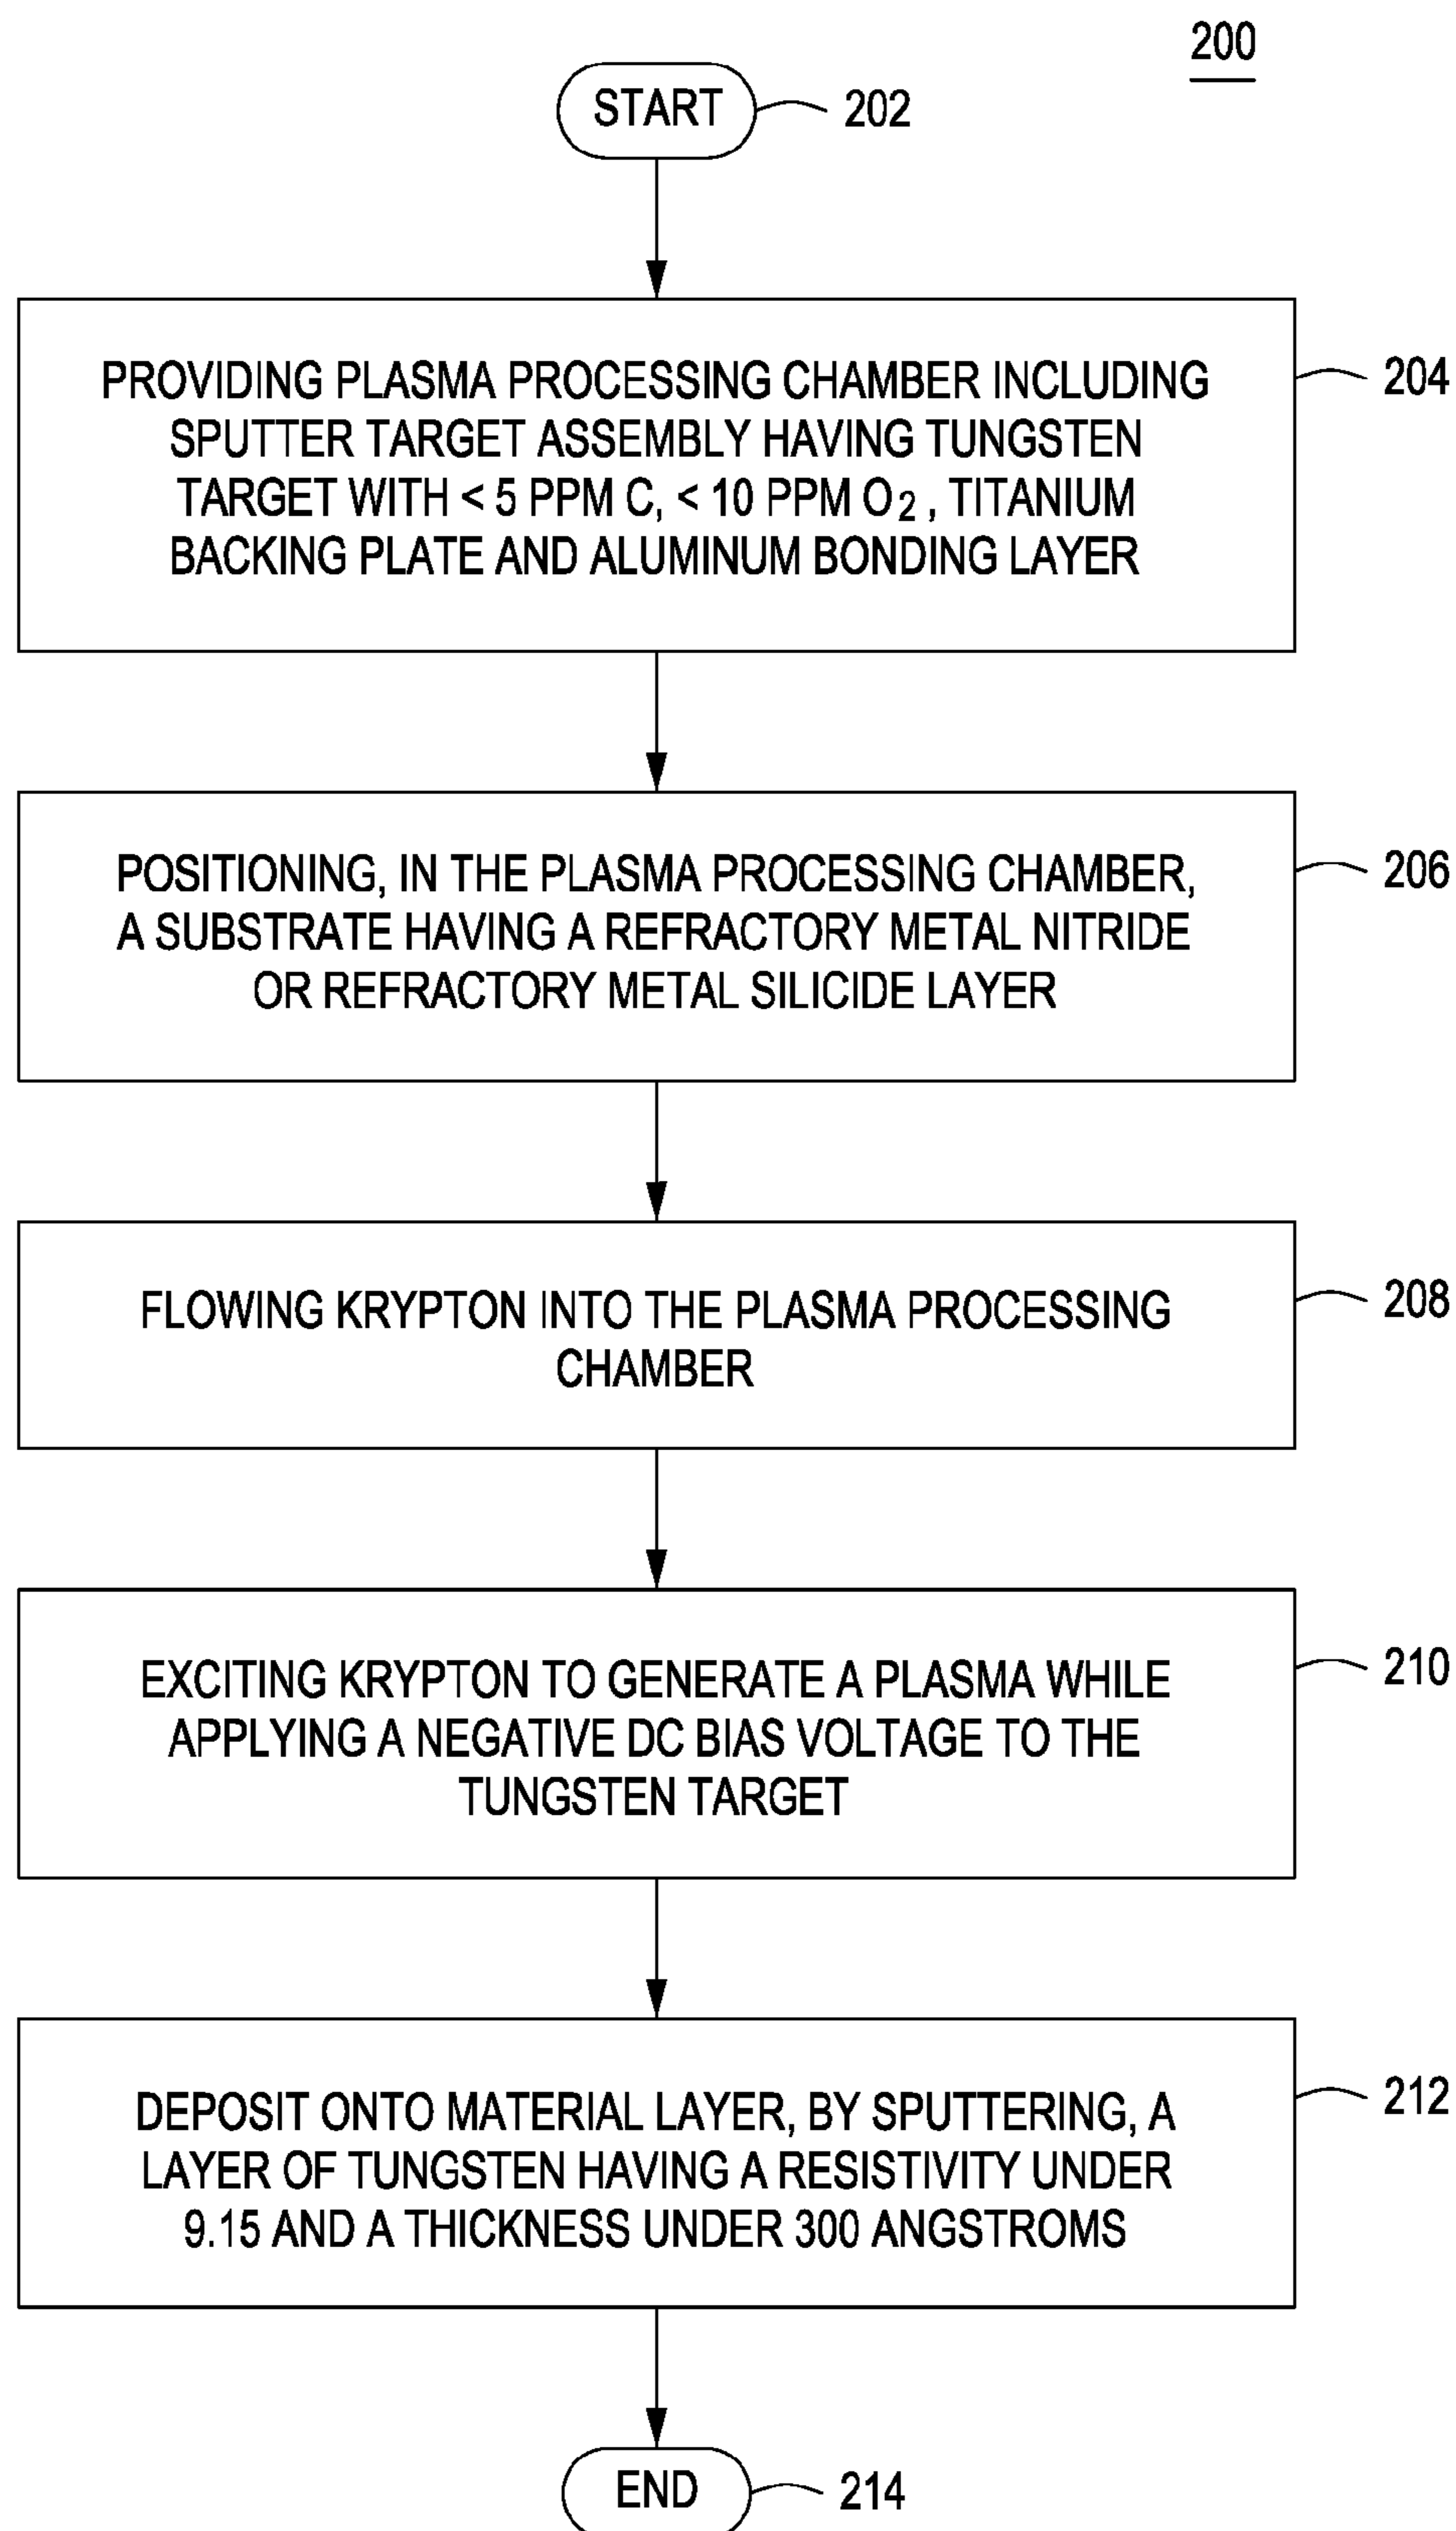 200
START
202
PROVIDING PLASMA PROCESSING CHAMBER INCLUDING
204
SPUTTER TARGET ASSEMBLY HAVING TUNGSTEN
TARGET WITH < 5 PPM C, < 10 PPM O2, TITANIUM
BACKING PLATE AND ALUMINUM BONDING LAYER
POSITIONING, IN THE PLASMA PROCESSING CHAMBER,
206
A SUBSTRATE HAVING A REFRACTORY METAL NITRIDE
OR REFRACTORY METAL SILICIDE LAYER
FLOWING KRYPTON INTO THE PLASMA PROCESSING
208
CHAMBER
EXCITING KRYPTON TO GENERATE A PLASMA WHILE
210
APPLYING A NEGATIVE DC BIAS VOLTAGE TO THE
TUNGSTEN TARGET
DEPOSIT ONTO MATERIAL LAYER, BY SPUTTERING, A
212
LAYER OF TUNGSTEN HAVING A RESISTIVITY UNDER
9.15 AND A THICKNESS UNDER 300 ANGSTROMS
END
214